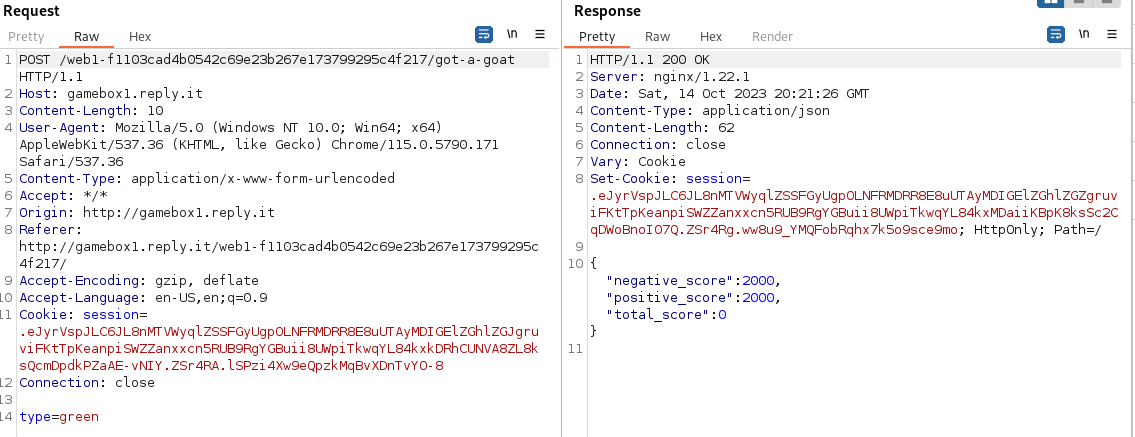 Request
Pretty Raw Hex
\n
1 POST /web1-f1103cad4b0542c69e23b267e173799295c4f217/got-a-goat
HTTP/1.1
2 Host: gamebox1.reply.it
3 Content-Length: 10
4 User-Agent: Mozilla/5.0 (Windows NT 10.0; Win64; x64)
AppleWebKit/537.36 (KHTML, like Gecko) Chrome/115.0.5790.171
Safari/537.36
5 Content-Type: application/x-www-form-urlencoded
6 Accept: */*
7 Origin: http://gamebox1.reply.it
8 Referer:
http://gamebox1.reply.it/web1-f1103cad4b0542c69e23b267e173799295c
4f217/
9 Accept-Encoding: gzip, deflate
10 Accept-Language: en-US,en;q=0.9
11 Cookie: session=
.eJyrVspJLC6JL8nMTVWyqlZSSFGyUgpOLNFRMDRR8E8uUTAyMDIGElZGhlZGJgru
viFKtTpKeanpiSWZZanxxcn5RUB9RgYGBuii8UWpiTkwqYL84kxkDRhCUNVA8ZL8k
sQcmDpdkPZaAE-vNIY.ZSr4RA.lSPzi4Xw9eQpzkMqBvXDnTvYO-8
12 Connection: close
13
14 type=green
Response
Pretty Raw Hex Render
\n
1 HTTP/1.1 200 OK
2 Server: nginx/1.22.1
3 Date: Sat, 14 Oct 2023 20:21:26 GMT
4 Content-Type: application/json
5 Content-Length: 62
6 Connection: close
7 Vary: Cookie
8 Set-Cookie: session=
.eJyrVspJLC6JL8nMTVWyqlZSSFGyUgpOLNFRMDRR8E8uUTAyMDIGElZGhlZGZgruv
iFKtTpKeanpiSWZZanxxcn5RUB9RgYGBuii8UWpiTkwqYL84kxMDaiiKBpK8ksSc2C
qDWoBnoI07Q.ZSr4Rg.ww8u9_YMQFobRqhx7k5o9sce9mo; HttpOnly; Path=/
9
10 {
"negative_score":2000,
"positive_score":2000,
"total_score":0
}
11